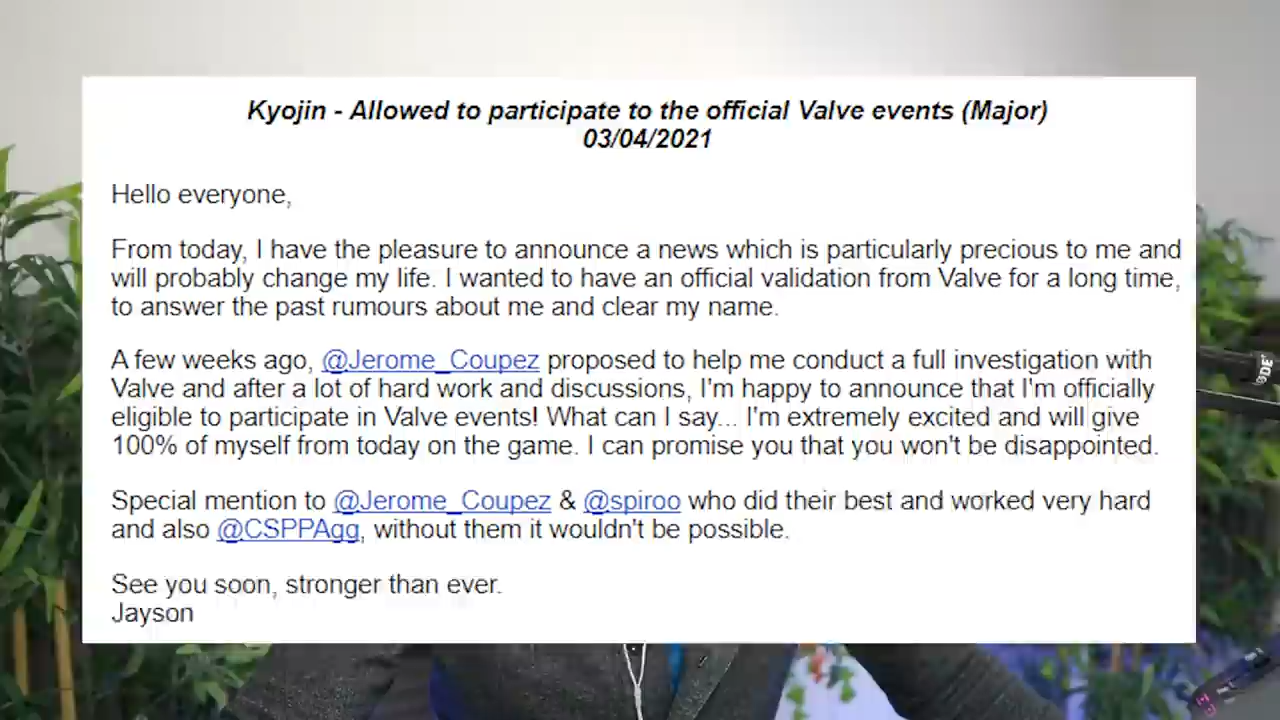 Kyojin - Allowed to participate to the official Valve events (Major)
03/04/2021
Hello everyone,
From today, I have the pleasure to announce a news which is particularly precious to me and
will probably change my life. I wanted to have an official validation from Valve for a long time,
to answer the past rumours about me and clear my name.
A few weeks ago, @Jerome_Coupez proposed to help me conduct a full investigation with
Valve and after a lot of hard work and discussions, I'm happy to announce that I'm officially
eligible to participate in Valve events! What can I say... I'm extremely excited and will give
100% of myself from today on the game. I can promise you that you won't be disappointed.
Special mention to @Jerome_Coupez & @spiroo who did their best and worked very hard
and also @CSPPAgg, without them it wouldn't be possible.
See you soon, stronger than ever.
Jayson